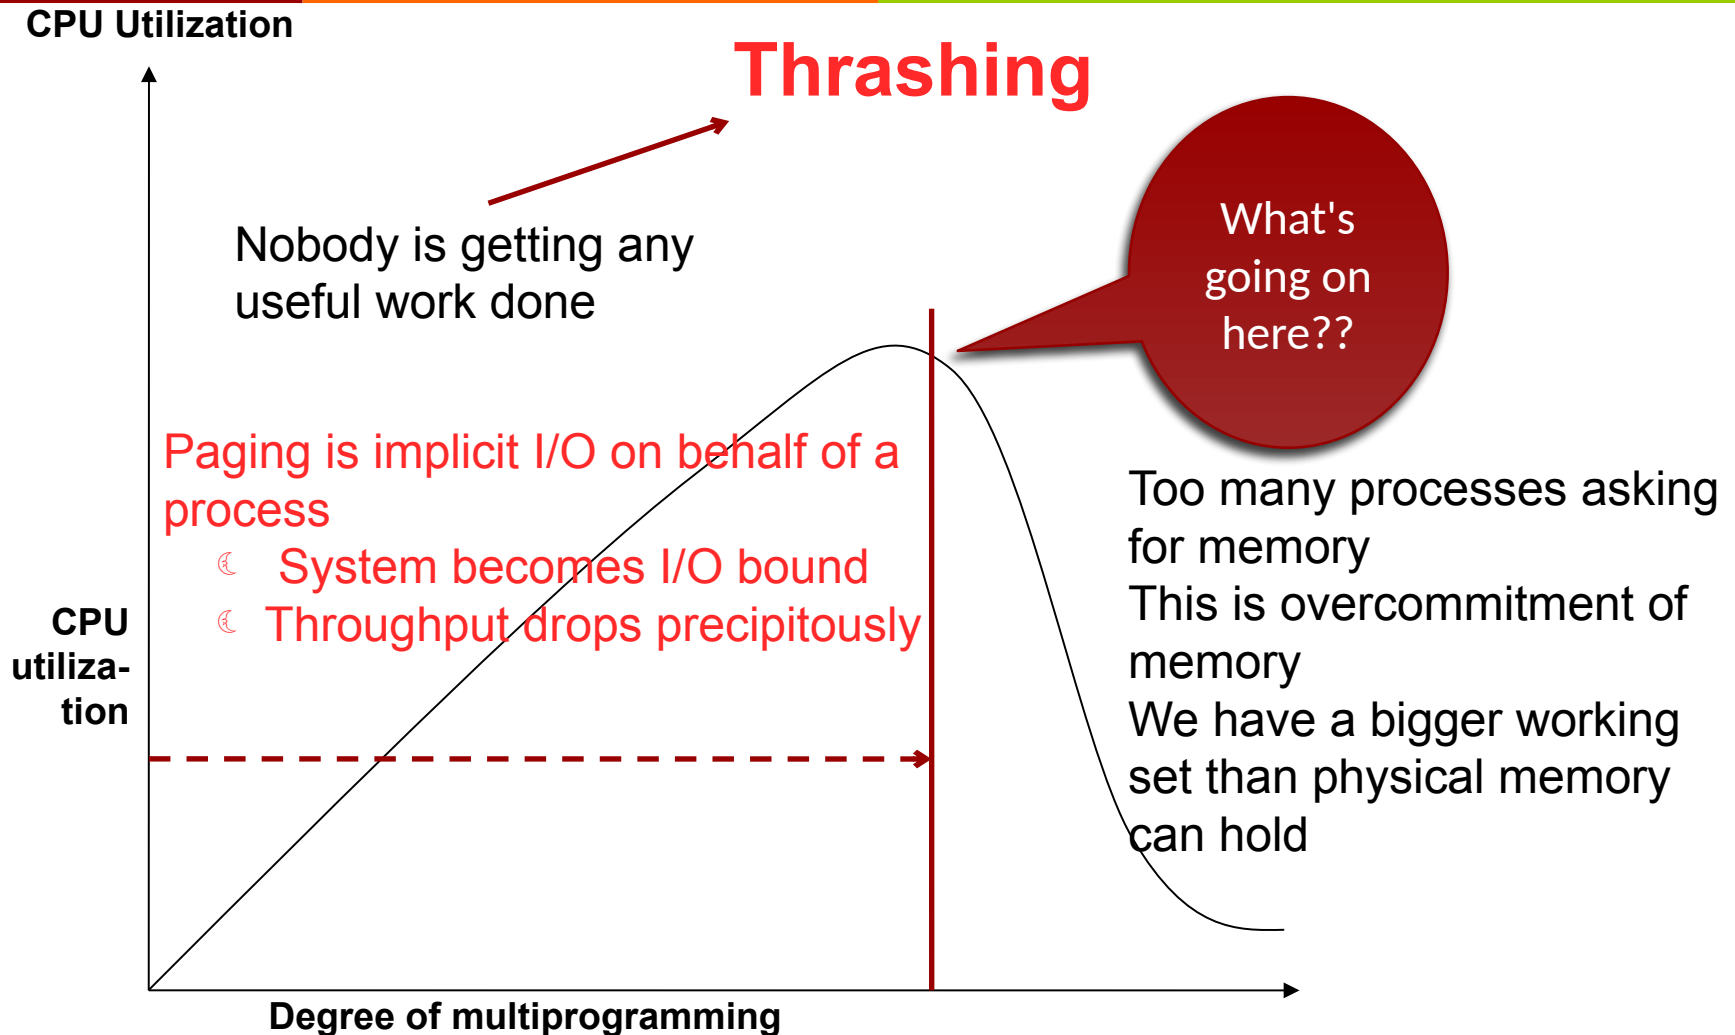 CPU Utilization
Thrashing
What's
going on
here??
Nobody is getting any
useful work done
Paging is implicit I/O on behalf of a
process
System becomes I/O bound
Throughput drops precipitously
Too many processes asking
for memory
This is overcommitment of
memory
We have a bigger working
set than physical memory
can hold
CPU
utiliza-
tion
Degree of multiprogramming